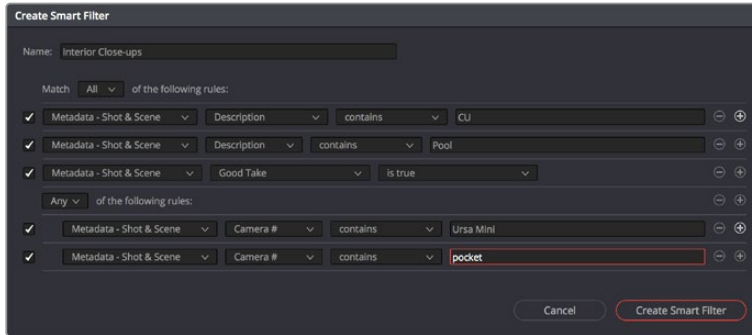 Create Smart Filter
Name: Interior Close-ups
Match All of the following rules:
Metadata - Shot & Scene Description contains CU
Metadata - Shot & Scene Description contains Pool
Metadata - Shot & Scene Good Take is true
Any of the following rules:
Metadata - Shot & Scene Camera # contains Ursa Mini
Metadata - Shot & Scene Camera # contains pocket
Cancel Create Smart Filter